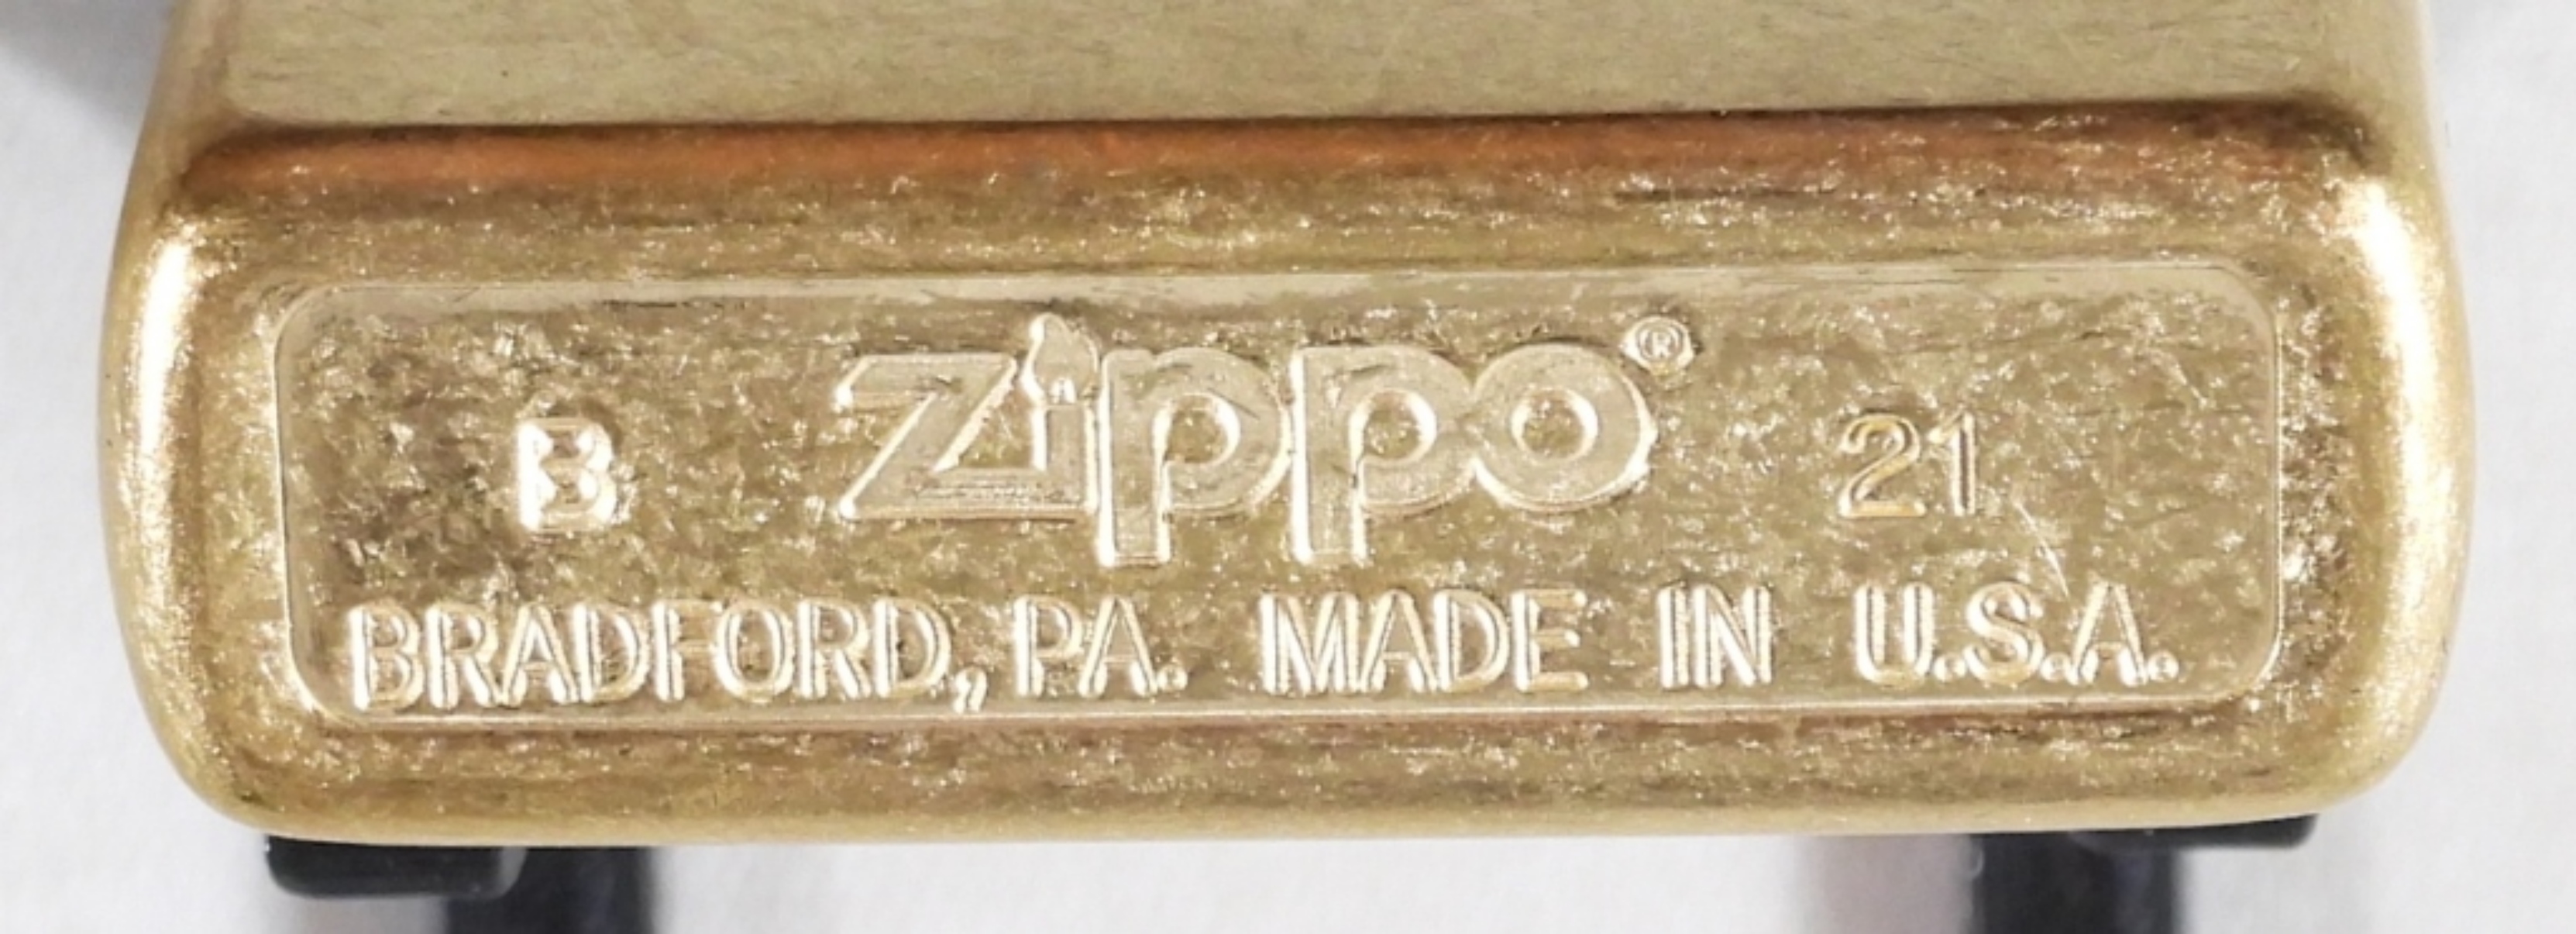 B Zippo® 21
BRADFORD, PA. MADE IN U.S.A.